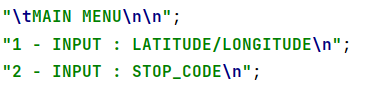 "\tMAIN MENU\n\n";
"1 - INPUT : LATITUDE/LONGITUDE\n";
"2 - INPUT : STOP_CODE\n";